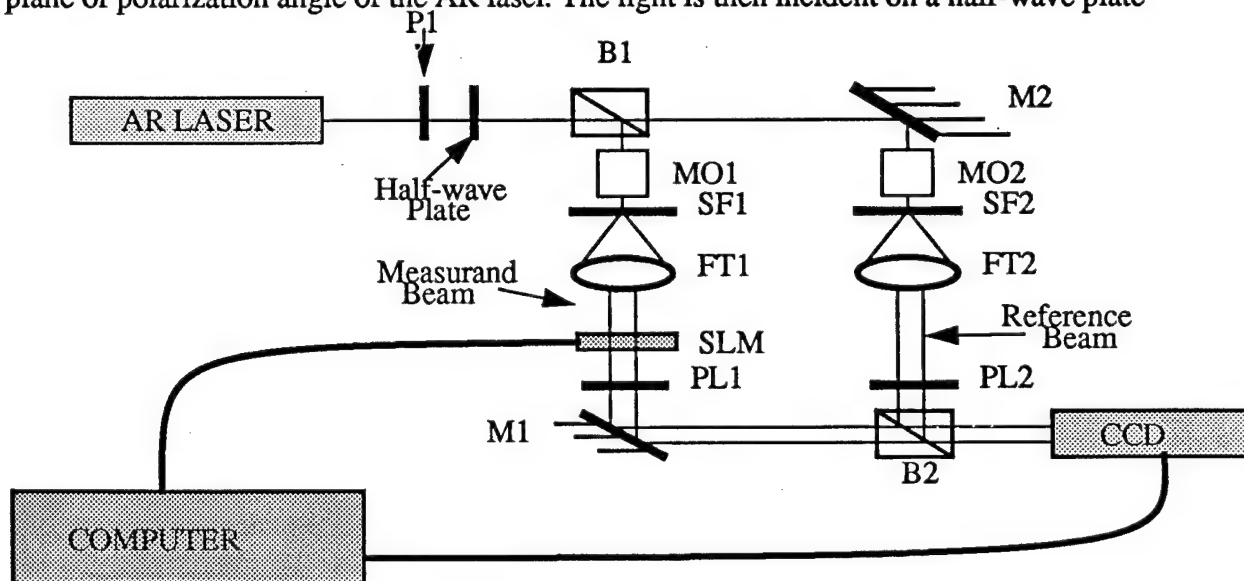 plane of polarization angle of the AR laser. The light is then incident on a half-wave plate
P1
B1
M2
AR LASER
MO1
MO2
Half-wave
Plate
SF1
SF2
FT1
FT2
Measurand
Beam
Reference
Beam
SLM
PL1
PL2
M1
CCD
B2
COMPUTER